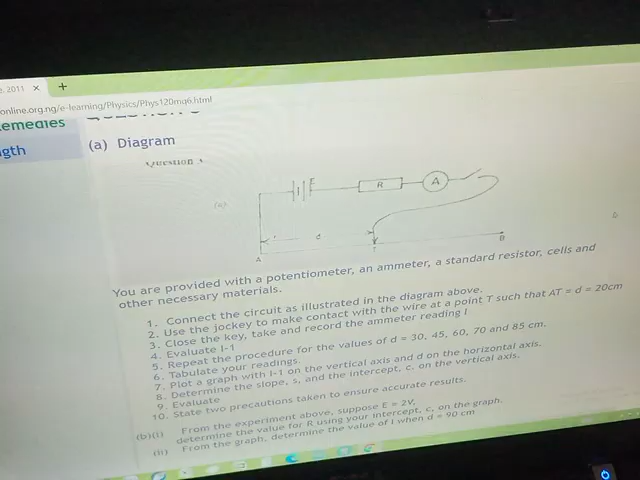 2011 ×
+
online.org.ng/e-learning/Physics/Phys120mq6.html
emedies
gth
(a) Diagram
Question
(a)
E
R
A
d
A
T
B
You are provided with a potentiometer, an ammeter, a standard resistor, cells and
other necessary materials.
1. Connect the circuit as illustrated in the diagram above.
2. Use the jockey to make contact with the wire at a point T such that AT = d = 20cm
3. Close the key, take and record the ammeter reading I
4. Evaluate I-1
5. Repeat the procedure for the values of d = 30, 45, 60, 70 and 85 cm.
6. Tabulate your readings.
7. Plot a graph with I-1 on the vertical axis and d on the horizontal axis.
8. Determine the slope, s, and the intercept, c, on the vertical axis.
9. Evaluate
10. State two precautions taken to ensure accurate results.
(b)(i) From the experiment above, suppose E = 2V,
determine the value for R using your intercept, c, on the graph.
(ii) From the graph, determine the value of I when d = 90 cm